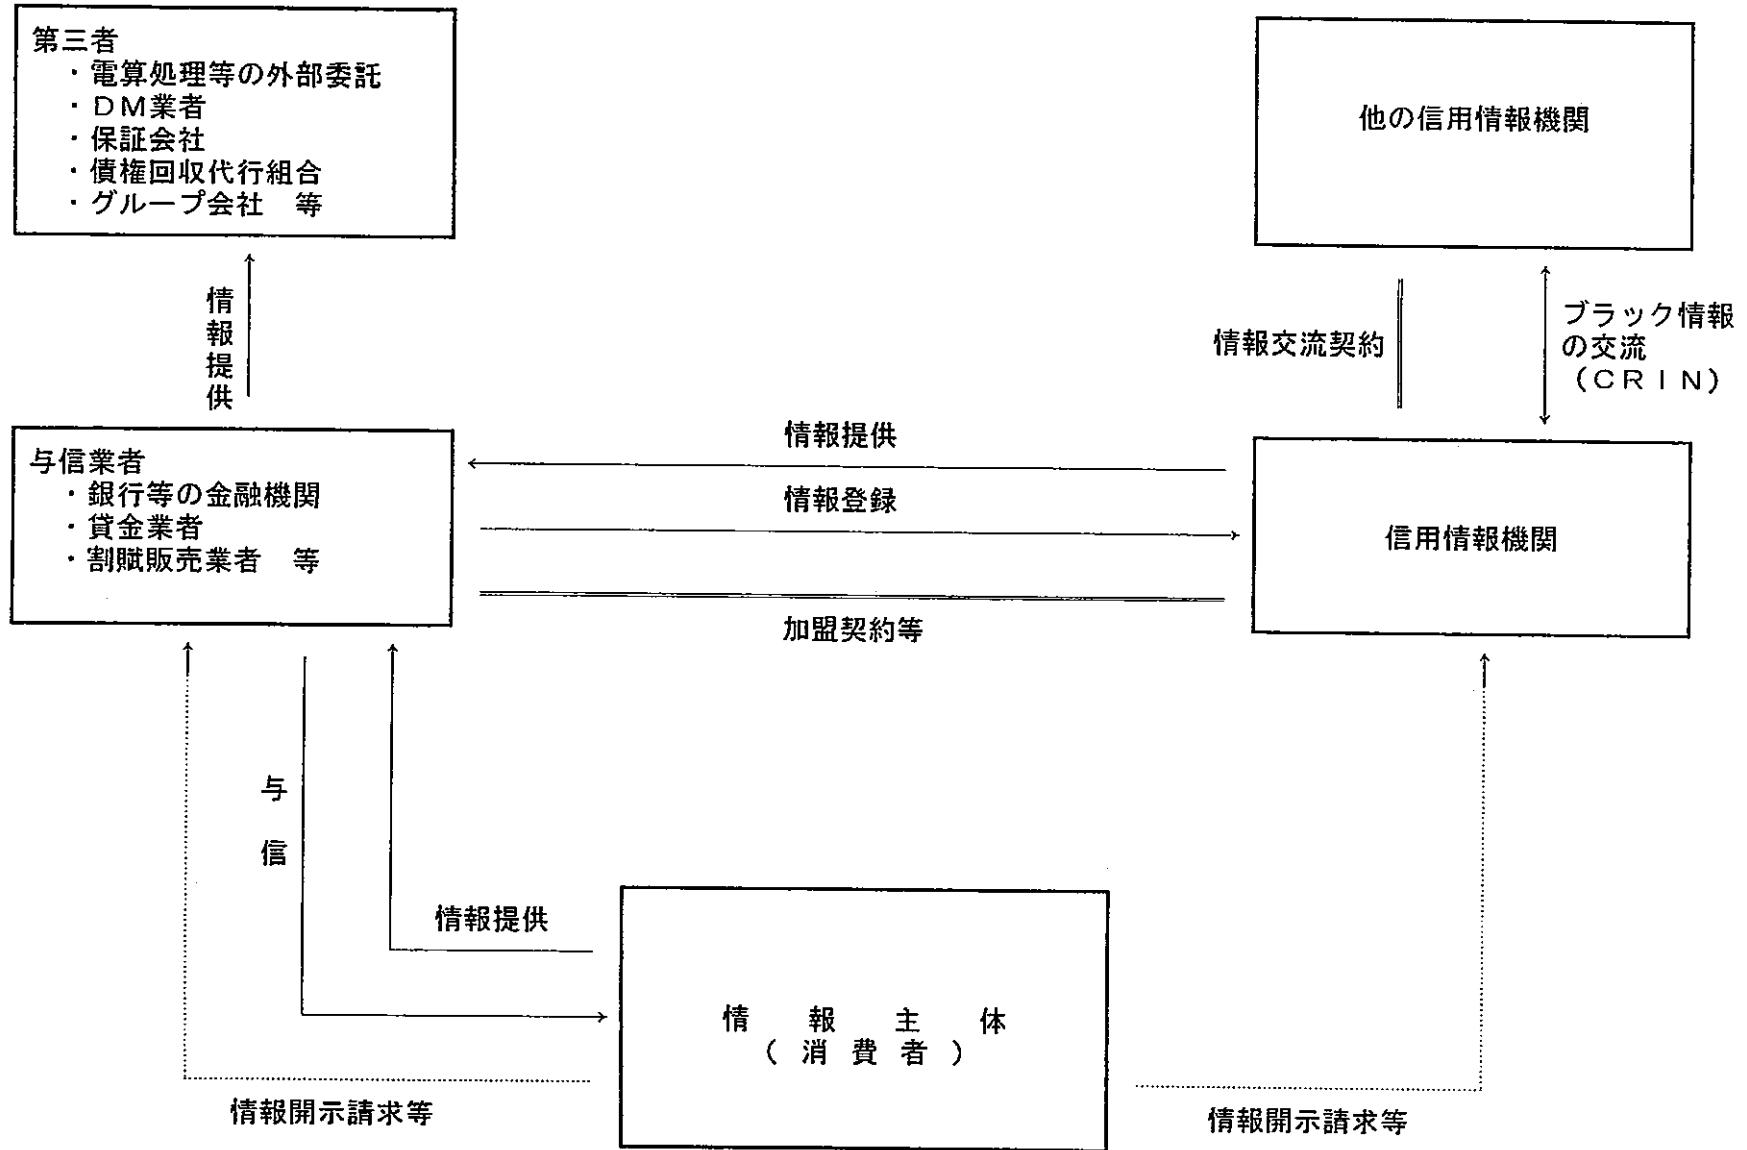 第三者
・電算処理等の外部委託
・ＤＭ業者
・保証会社
・債権回収代行組合
・グループ会社　等
他の信用情報機関
情報提供
情報交流契約
ブラック情報
の交流
（ＣＲＩＮ）
与信業者
・銀行等の金融機関
・貸金業者
・割賦販売業者　等
情報提供
情報登録
加盟契約等
信用情報機関
与信
情報提供
情報主体
（消費者）
情報開示請求等
情報開示請求等